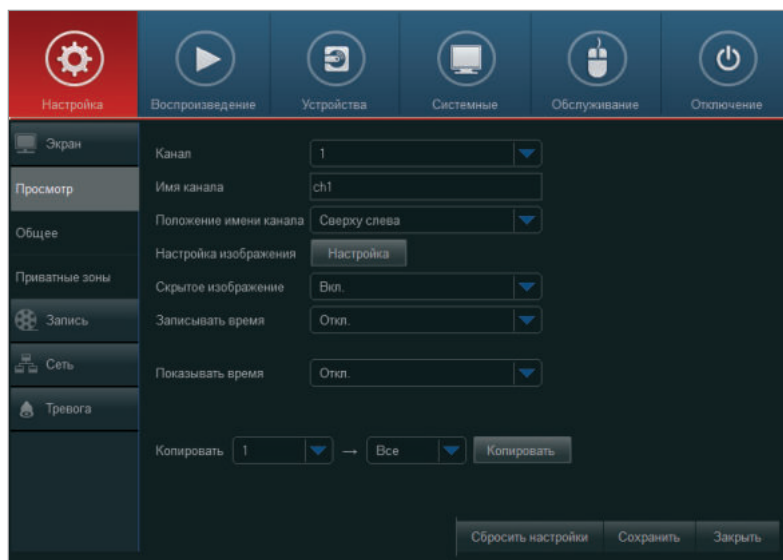 Настройка Воспроизведение Устройства Системные Обслуживание Отключение
Экран
Просмотр
Общее
Приватные зоны
Запись
Сеть
Тревога
Канал 1
Имя канала ch1
Положение имени канала Сверху слева
Настройка изображения Настройка
Скрытое изображение Вкл.
Записывать время Откл.
Показывать время Откл.
Копировать 1 → Все Копировать
Сбросить настройки Сохранить Закрыть